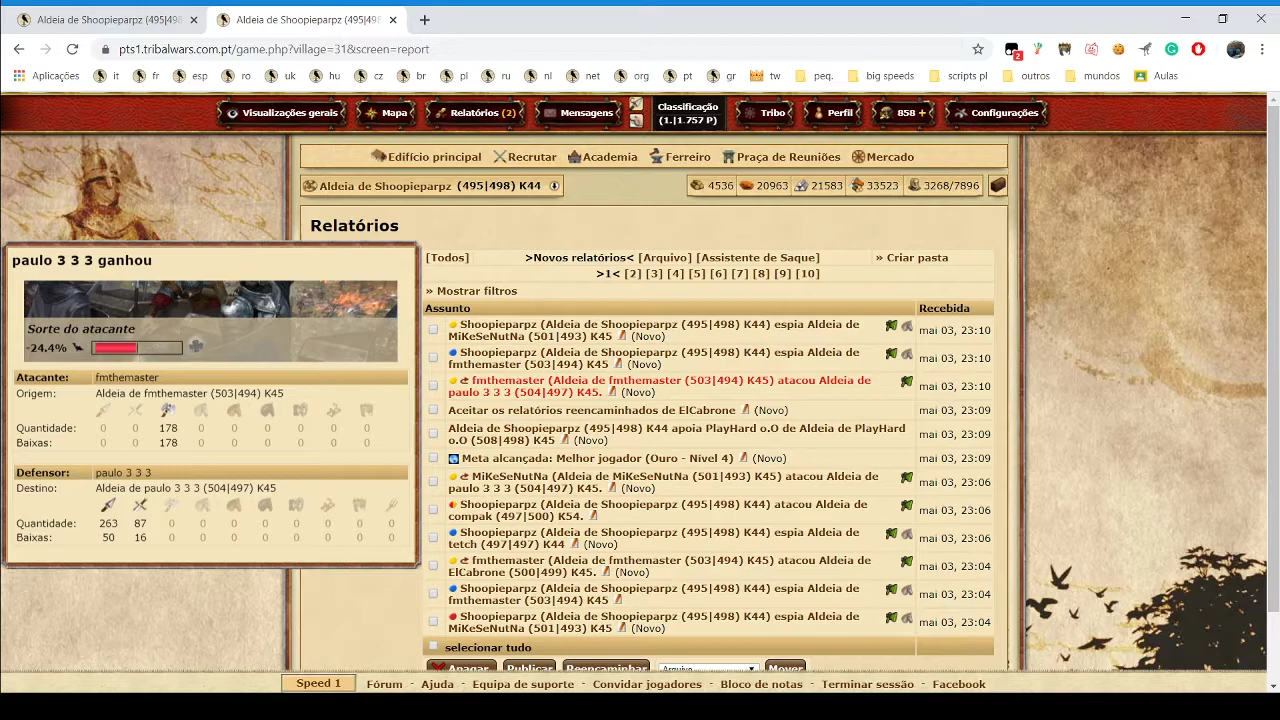 Aldeia de Shoopieparpz (495|498
Aldeia de Shoopieparpz (495|498
pts1.tribalwars.com.pt/game.php?village=31&screen=report
2
Aplicações it fr esp ro uk hu cz br pl ru nl net org pt gr tw peq. big speeds scripts pl outros mundos Aulas
Visualizações gerais Mapa Relatórios (2) Mensagens Classificação (1.|1.757 P) Tribo Perfil 858 + Configurações
Edifício principal Recrutar Academia Ferreiro Praça de Reuniões Mercado
Aldeia de Shoopieparpz (495|498) K44 4536 20963 21583 33523 3268/7896
Relatórios
paulo 3 3 3 ganhou
Sorte do atacante
-24.4%
Atacante: fmthemaster
Origem: Aldeia de fmthemaster (503|494) K45
Quantidade: 0 0 178 0 0 0 0 0 0
Baixas: 0 0 178 0 0 0 0 0 0
Defensor: paulo 3 3 3
Destino: Aldeia de paulo 3 3 3 (504|497) K45
Quantidade: 263 87 0 0 0 0 0 0 0 0
Baixas: 50 16 0 0 0 0 0 0 0 0
[Todos] >Novos relatórios< [Arquivo] [Assistente de Saque] » Criar pasta
>1< [2] [3] [4] [5] [6] [7] [8] [9] [10]
» Mostrar filtros
Assunto Recebida
Shoopieparpz (Aldeia de Shoopieparpz (495|498) K44) espia Aldeia de
MiKeSeNutNa (501|493) K45 (Novo) mai 03, 23:10
Shoopieparpz (Aldeia de Shoopieparpz (495|498) K44) espia Aldeia de
fmthemaster (503|494) K45 (Novo) mai 03, 23:10
fmthemaster (Aldeia de fmthemaster (503|494) K45) atacou Aldeia de
paulo 3 3 3 (504|497) K45. (Novo) mai 03, 23:10
Aceitar os relatórios reencaminhados de ElCabrone (Novo) mai 03, 23:09
Aldeia de Shoopieparpz (495|498) K44 apoia PlayHard o.O de Aldeia de PlayHard
o.O (508|498) K45 (Novo) mai 03, 23:09
Meta alcançada: Melhor jogador (Ouro - Nível 4) (Novo) mai 03, 23:09
MiKeSeNutNa (Aldeia de MiKeSeNutNa (501|493) K45) atacou Aldeia de
paulo 3 3 3 (504|497) K45. (Novo) mai 03, 23:06
Shoopieparpz (Aldeia de Shoopieparpz (495|498) K44) atacou Aldeia de
compak (497|500) K54. mai 03, 23:06
Shoopieparpz (Aldeia de Shoopieparpz (495|498) K44) espia Aldeia de
tetch (497|497) K44 (Novo) mai 03, 23:06
fmthemaster (Aldeia de fmthemaster (503|494) K45) atacou Aldeia de
ElCabrone (500|499) K45. (Novo) mai 03, 23:04
Shoopieparpz (Aldeia de Shoopieparpz (495|498) K44) espia Aldeia de
fmthemaster (503|494) K45 mai 03, 23:04
Shoopieparpz (Aldeia de Shoopieparpz (495|498) K44) espia Aldeia de
MiKeSeNutNa (501|493) K45 (Novo) mai 03, 23:04
selecionar tudo
Apagar Publicar Reencaminhar Arquivo Mover
Speed 1 Fórum - Ajuda - Equipa de suporte - Convidar jogadores - Bloco de notas - Terminar sessão - Facebook